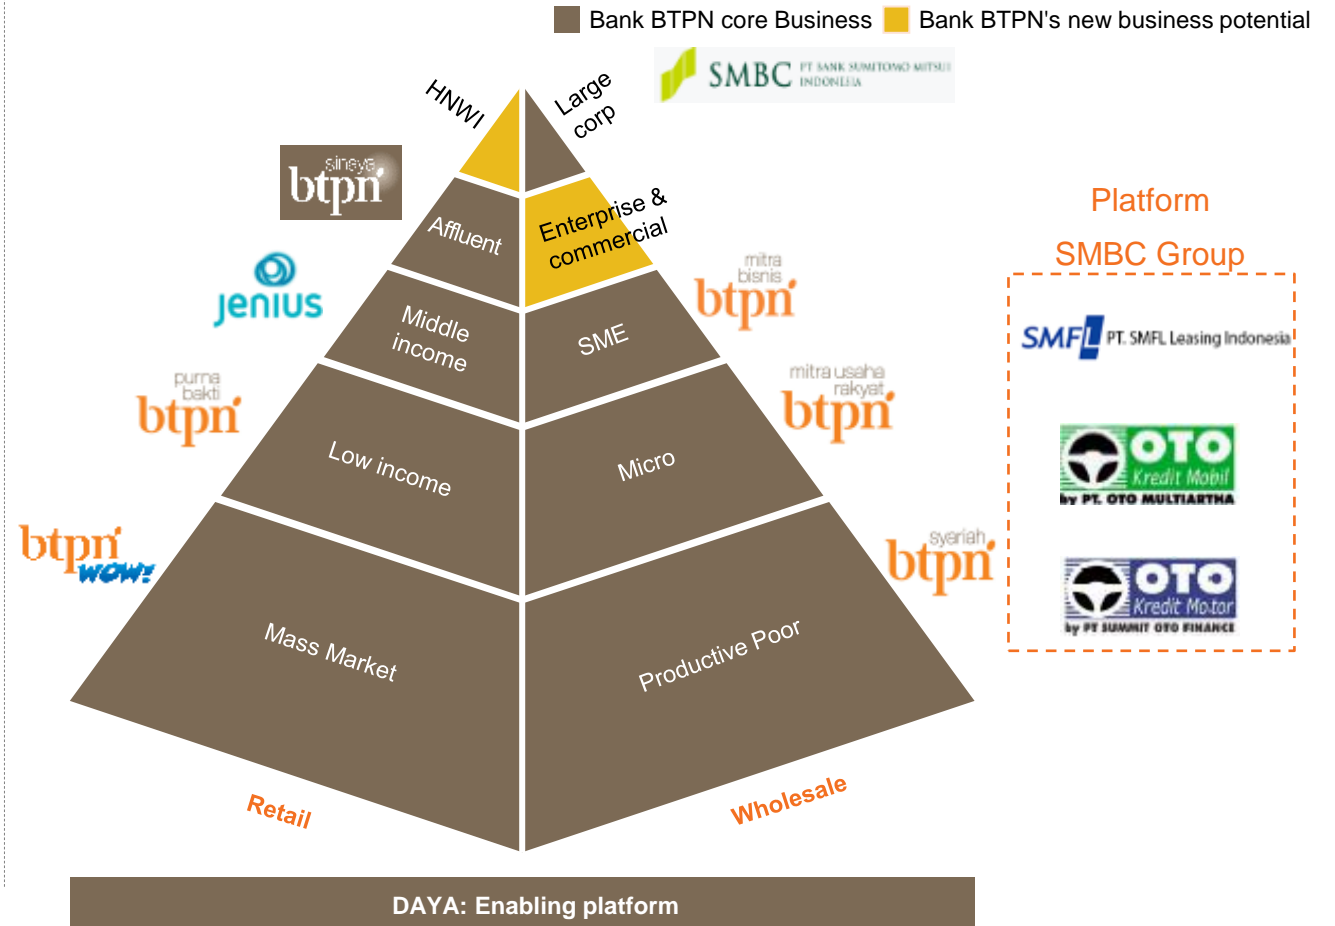 Bank BTPN core Business
Bank BTPN's new business potential
SMBC
PT BANK SUMITOMO MITSUI
INDONESIA
HNWI
Large
corp
sinaya
btpn
Affluent
Enterprise &
commercial
Platform
SMBC Group
jenius
Middle
income
SME
mitra
bisnis
btpn
SMFL PT. SMFL Leasing Indonesia
purna
bakti
btpn
mitra usaha
rakyat
btpn
Low income
Micro
OTO
Kredit Mobil
by PT. OTO MULTIARTHA
btpn
WOW!
syariah
btpn
OTO
Kredit Motor
by PT SUMMIT OTO FINANCE
Mass Market
Productive Poor
Retail
Wholesale
DAYA: Enabling platform